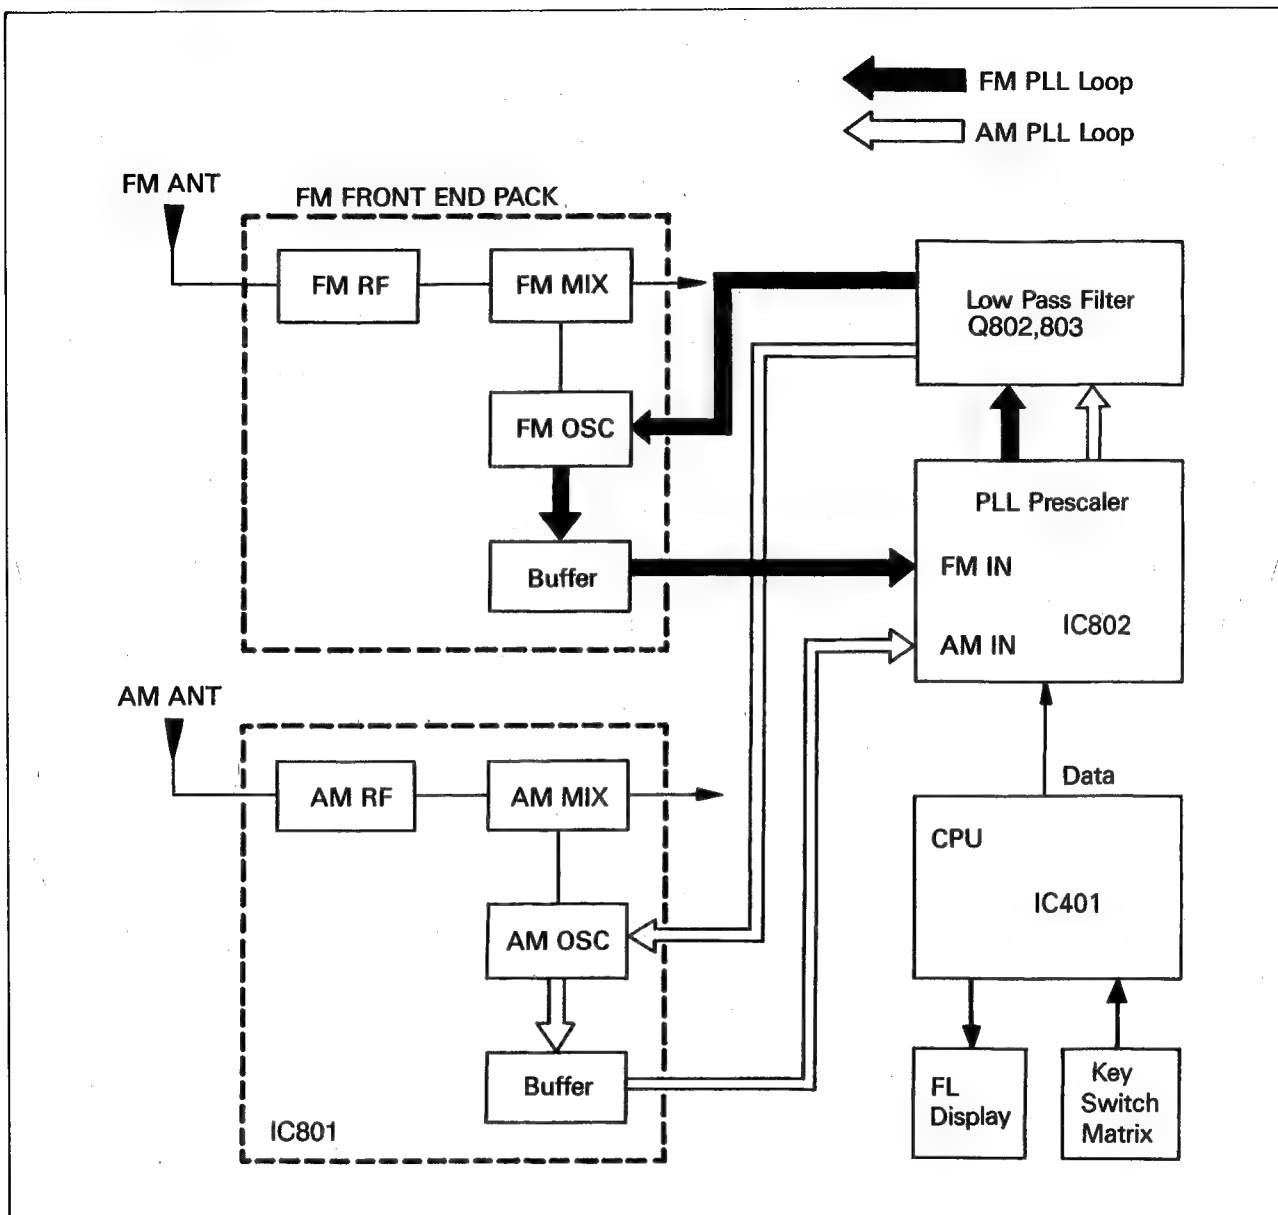 FM PLL Loop
AM PLL Loop
FM ANT
FM FRONT END PACK
FM RF
FM MIX
Low Pass Filter
Q802,803
FM OSC
PLL Prescaler
Buffer
FM IN
IC802
AM IN
AM ANT
AM RF
AM MIX
Data
CPU
IC401
AM OSC
Buffer
FL
Display
Key
Switch
Matrix
IC801